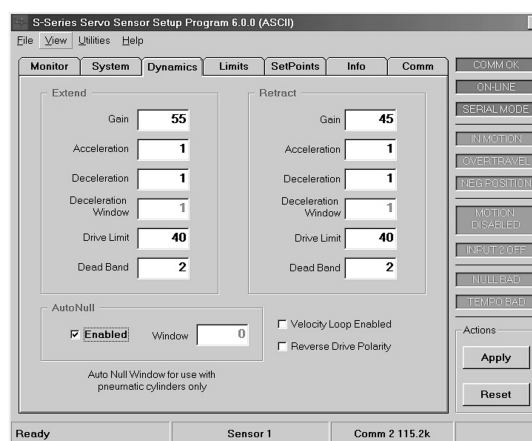 S-Series Servo Sensor Setup Program 6.0.0 (ASCII)
File View Utilities Help
Monitor System Dynamics Limits SetPoints Info Comm
Extend
Gain 55
Acceleration 1
Deceleration 1
Deceleration
Window 1
Drive Limit 40
Dead Band 2
Retract
Gain 45
Acceleration 1
Deceleration 1
Deceleration
Window 1
Drive Limit 40
Dead Band 2
AutoNull
Enabled Window 0
Auto Null Window for use with
pneumatic cylinders only
Velocity Loop Enabled
Reverse Drive Polarity
COMM OK
ON-LINE
SERIAL MODE
IN MOTION
OVERTRAVEL
NEG POSITION
MOTION
DISABLED
INPUT 2 OFF
NULL BAD
TEMPO BAD
Actions
Apply
Reset
Ready Sensor 1 Comm 2 115.2k